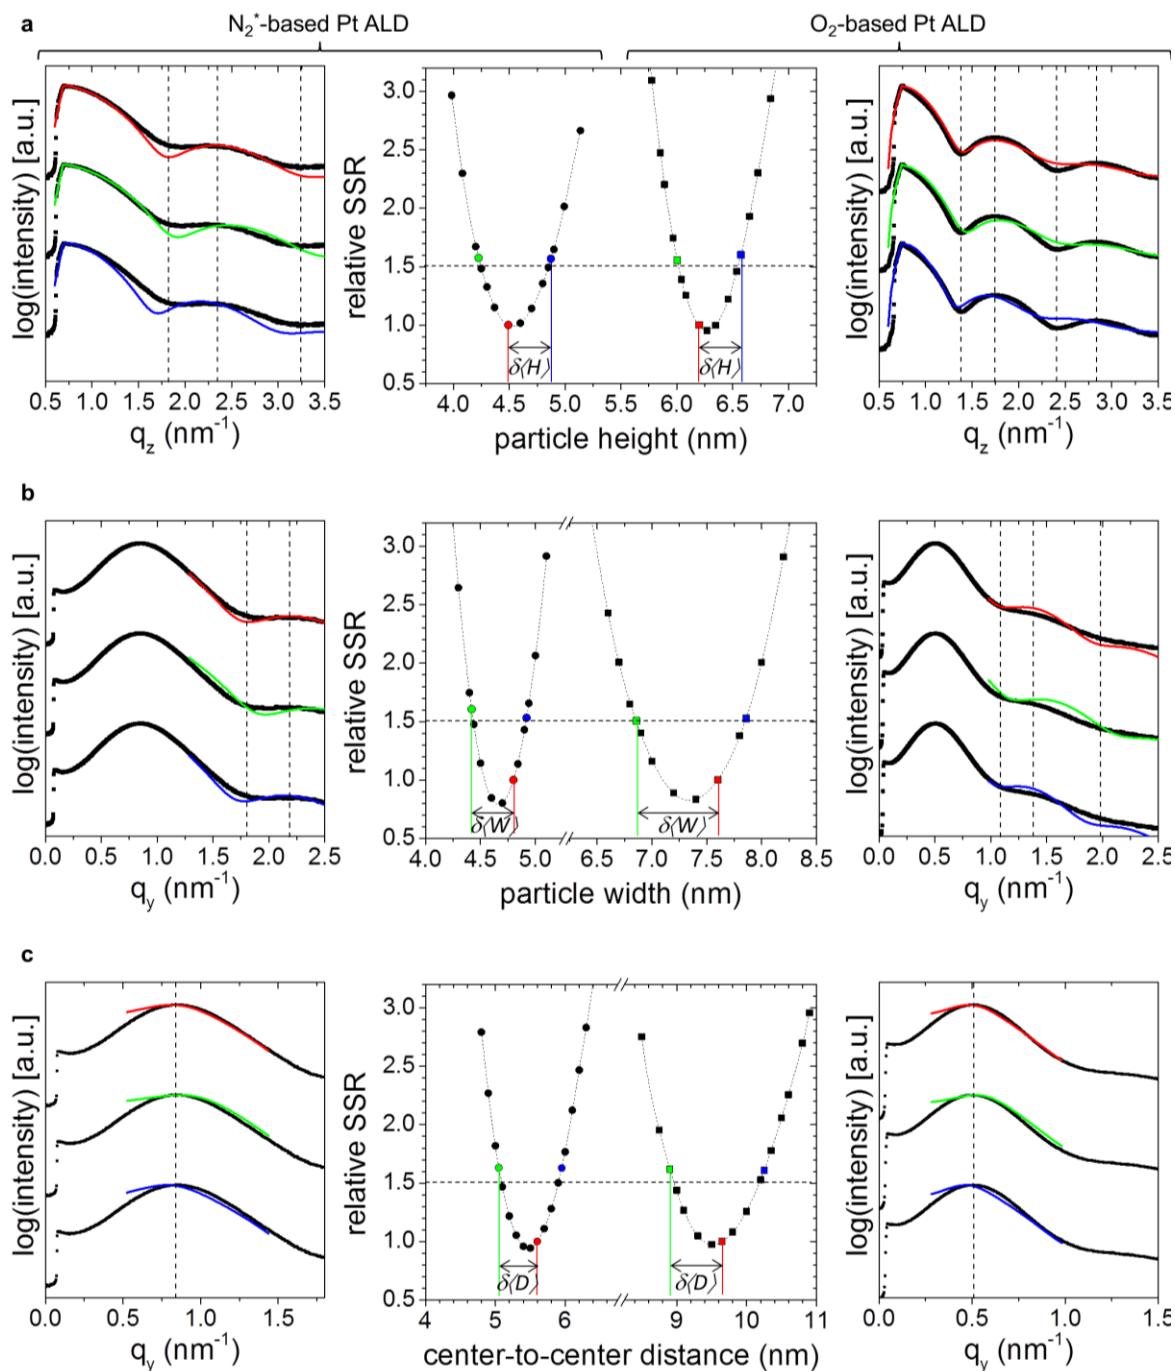 a
N₂*-based Pt ALD
O₂-based Pt ALD
log(intensity) [a.u.]
0.5 1.0 1.5 2.0 2.5 3.0 3.5
q_z (nm⁻¹)
relative SSR
3.0
2.5
2.0
1.5
1.0
0.5
δ⟨H⟩
δ⟨H⟩
4.0 4.5 5.0 5.5 6.0 6.5 7.0
particle height (nm)
log(intensity) [a.u.]
0.5 1.0 1.5 2.0 2.5 3.0 3.5
q_z (nm⁻¹)
b
log(intensity) [a.u.]
0.0 0.5 1.0 1.5 2.0 2.5
q_y (nm⁻¹)
relative SSR
3.0
2.5
2.0
1.5
1.0
0.5
δ⟨W⟩
δ⟨W⟩
4.0 4.5 5.0 6.5 7.0 7.5 8.0 8.5
particle width (nm)
log(intensity) [a.u.]
0.0 0.5 1.0 1.5 2.0 2.5
q_y (nm⁻¹)
c
log(intensity) [a.u.]
0.0 0.5 1.0 1.5
q_y (nm⁻¹)
relative SSR
3.0
2.5
2.0
1.5
1.0
0.5
δ⟨D⟩
δ⟨D⟩
4 5 6 9 10 11
center-to-center distance (nm)
log(intensity) [a.u.]
0.0 0.5 1.0 1.5
q_y (nm⁻¹)